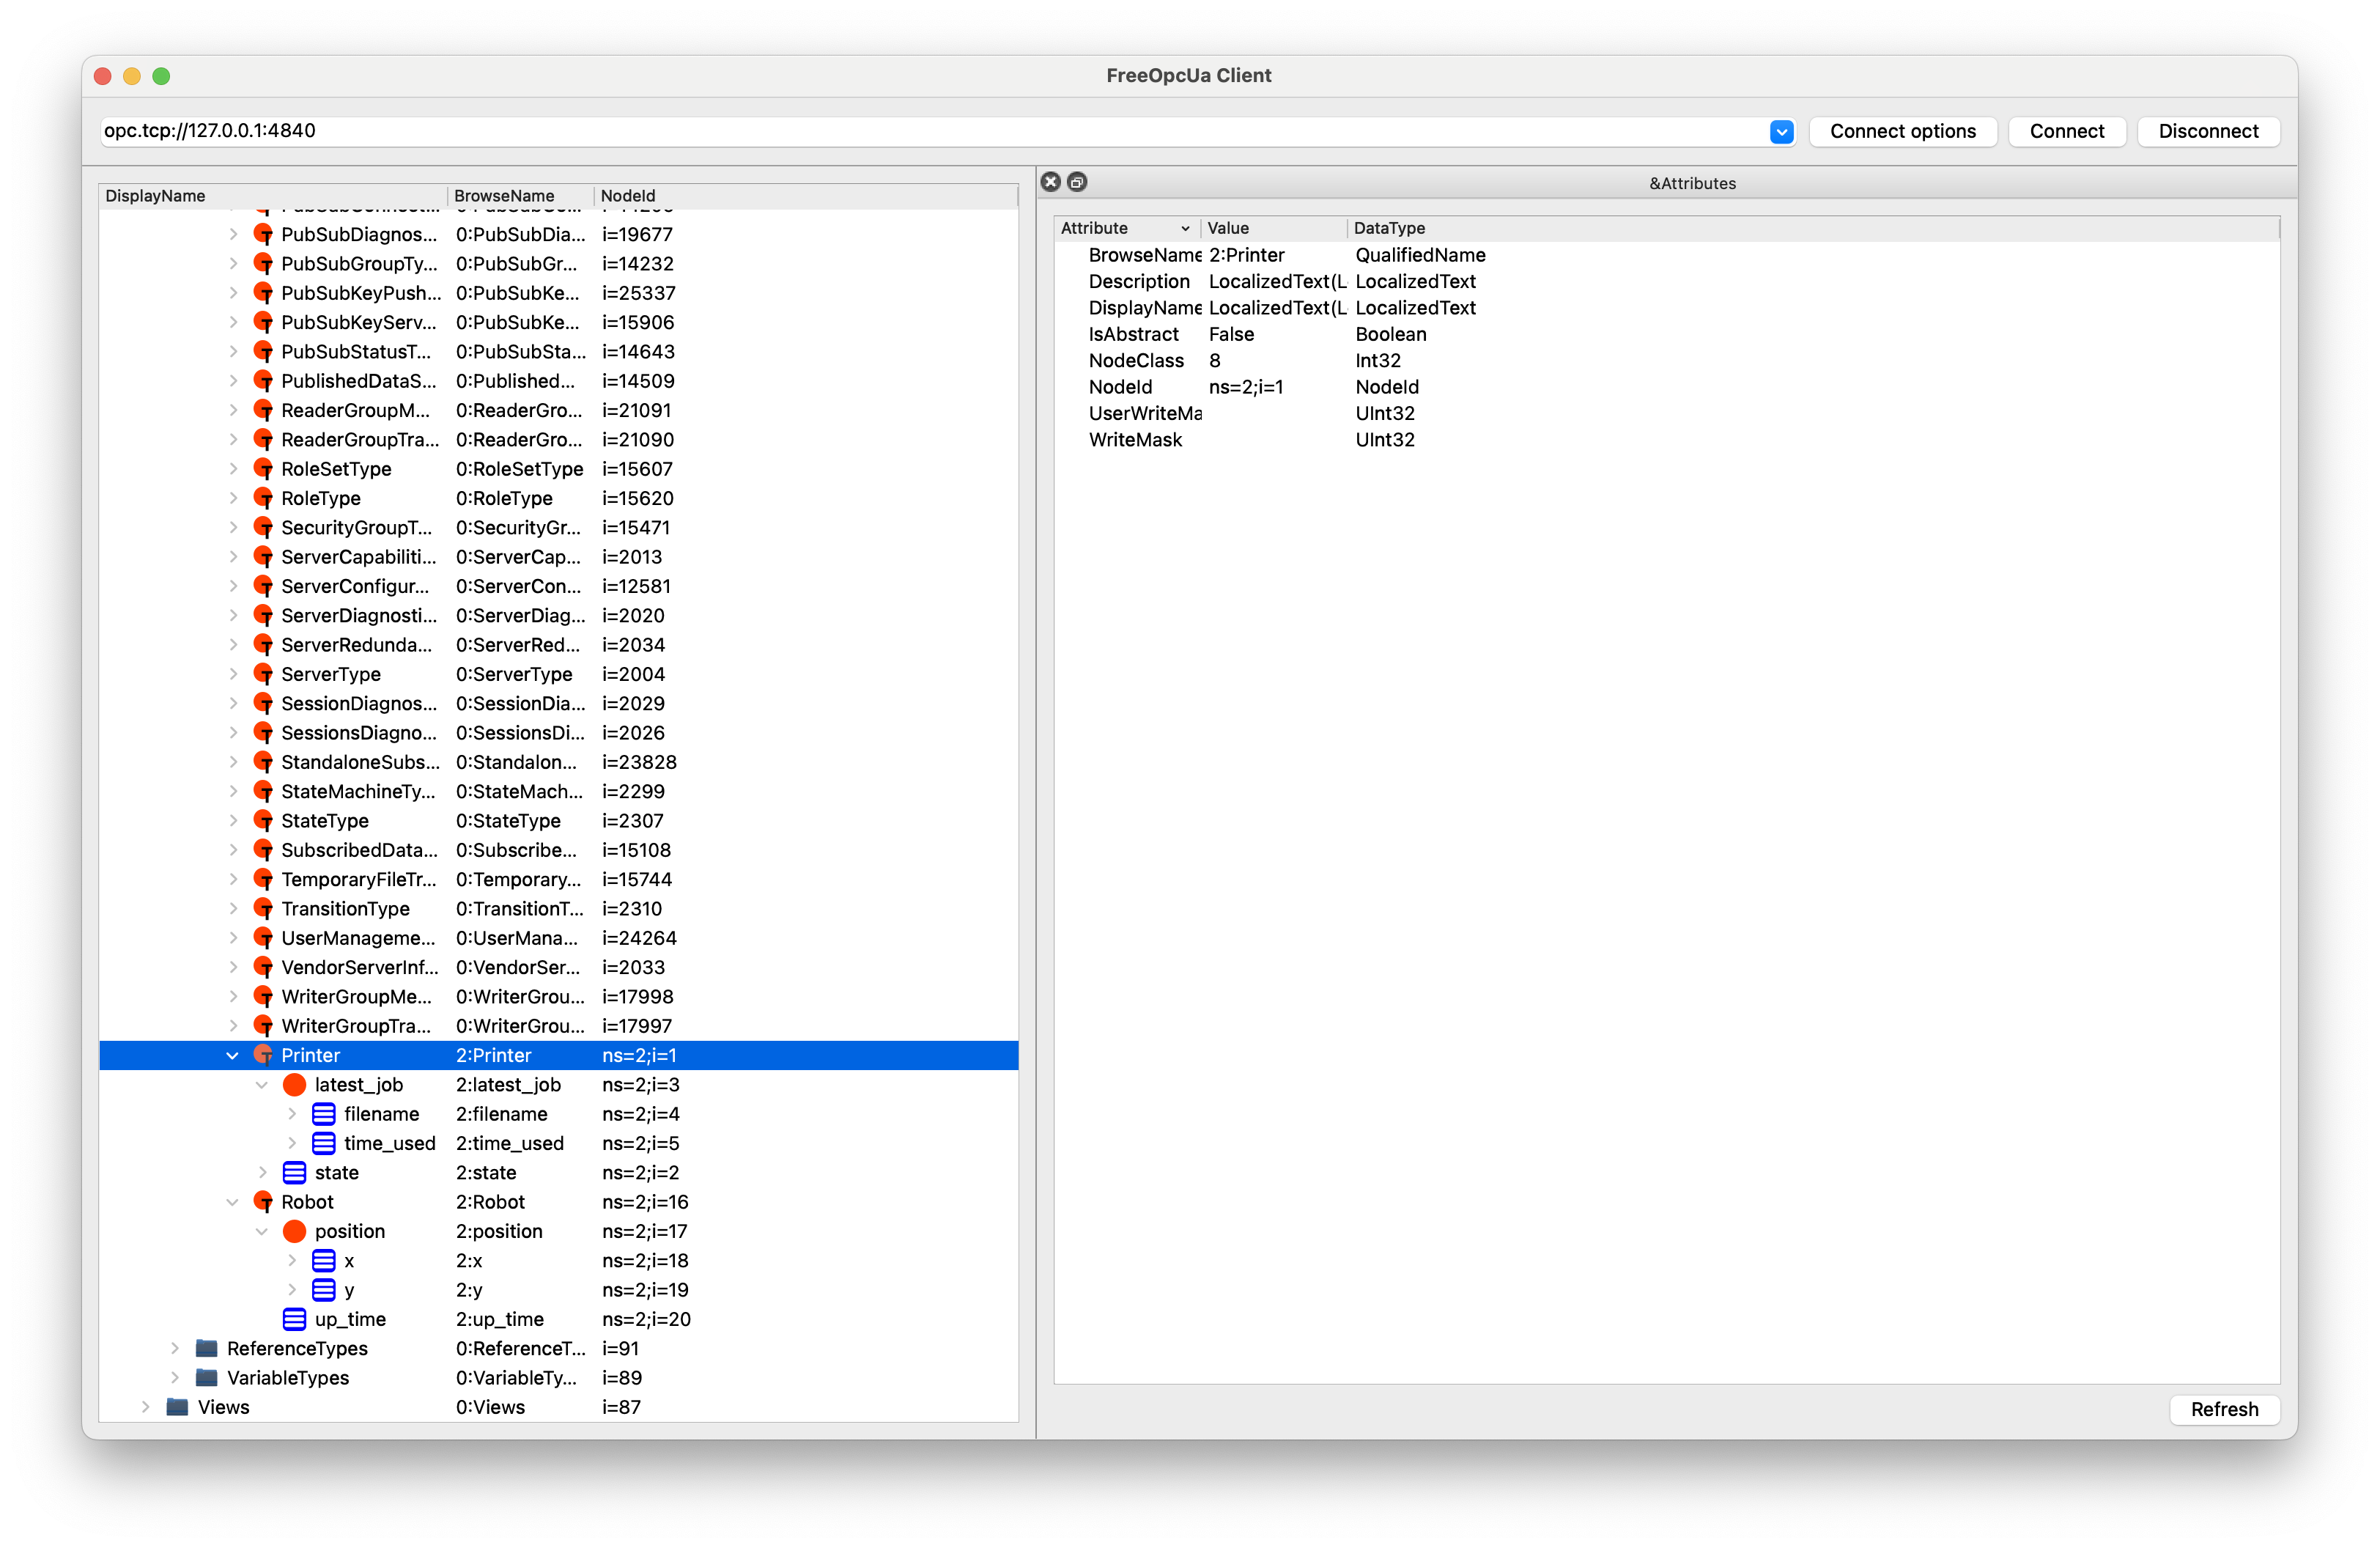 FreeOpcUa Client
opc.tcp://127.0.0.1:4840 Connect options Connect Disconnect
&Attributes
DisplayName BrowseName NodeId
PubSubDiagnos... 0:PubSubDia... i=19677
PubSubGroupTy... 0:PubSubGr... i=14232
PubSubKeyPush... 0:PubSubKe... i=25337
PubSubKeyServ... 0:PubSubKe... i=15906
PubSubStatusT... 0:PubSubSta... i=14643
PublishedDataS... 0:Published... i=14509
ReaderGroupM... 0:ReaderGro... i=21091
ReaderGroupTra... 0:ReaderGro... i=21090
RoleSetType 0:RoleSetType i=15607
RoleType 0:RoleType i=15620
SecurityGroupT... 0:SecurityGr... i=15471
ServerCapabiliti... 0:ServerCap... i=2013
ServerConfigur... 0:ServerCon... i=12581
ServerDiagnosti... 0:ServerDiag... i=2020
ServerRedunda... 0:ServerRed... i=2034
ServerType 0:ServerType i=2004
SessionDiagnos... 0:SessionDia... i=2029
SessionsDiagno... 0:SessionsDi... i=2026
StandaloneSubs... 0:Standalon... i=23828
StateMachineTy... 0:StateMach... i=2299
StateType 0:StateType i=2307
SubscribedData... 0:Subscribe... i=15108
TemporaryFileTr... 0:Temporary... i=15744
TransitionType 0:TransitionT... i=2310
UserManageme... 0:UserMana... i=24264
VendorServerInf... 0:VendorSer... i=2033
WriterGroupMe... 0:WriterGrou... i=17998
WriterGroupTra... 0:WriterGrou... i=17997
Printer 2:Printer ns=2;i=1
latest_job 2:latest_job ns=2;i=3
filename 2:filename ns=2;i=4
time_used 2:time_used ns=2;i=5
state 2:state ns=2;i=2
Robot 2:Robot ns=2;i=16
position 2:position ns=2;i=17
x 2:x ns=2;i=18
y 2:y ns=2;i=19
up_time 2:up_time ns=2;i=20
ReferenceTypes 0:ReferenceT... i=91
VariableTypes 0:VariableTy... i=89
Views 0:Views i=87
Attribute Value DataType
BrowseName 2:Printer QualifiedName
Description LocalizedText(L LocalizedText
DisplayName LocalizedText(L LocalizedText
IsAbstract False Boolean
NodeClass 8 Int32
NodeId ns=2;i=1 NodeId
UserWriteMa UInt32
WriteMask UInt32
Refresh